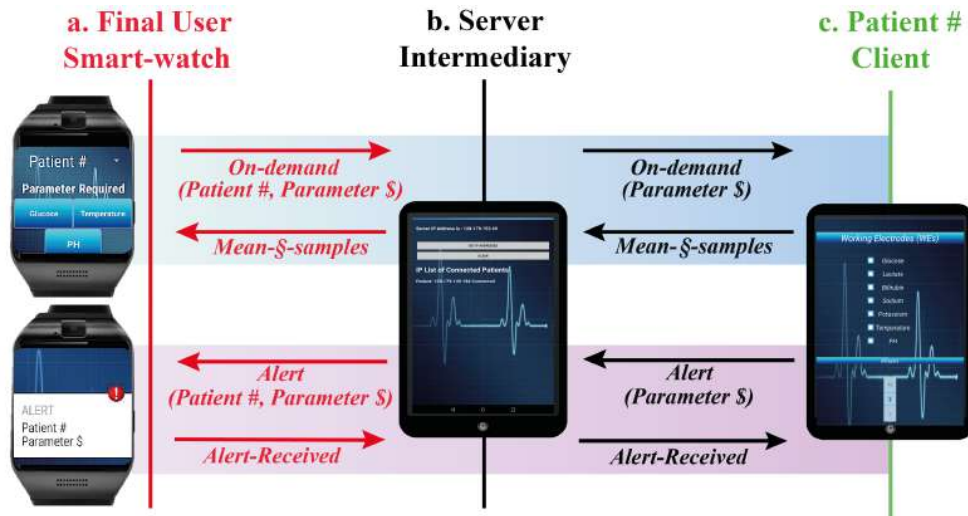 a. Final User
Smart-watch
b. Server
Intermediary
c. Patient #
Client
Patient #
Parameter Required
Glucose
Temperature
PH
On-demand
(Patient #, Parameter $)
Mean-§-samples
On-demand
(Parameter $)
Mean-§-samples
IP List of Connected Patients
Working Electrodes (WEs)
Glucose
Lactate
Bilirubin
Sodium
Potassium
Temperature
PH
ALERT
Patient #
Parameter $
Alert
(Patient #, Parameter $)
Alert-Received
Alert
(Parameter $)
Alert-Received